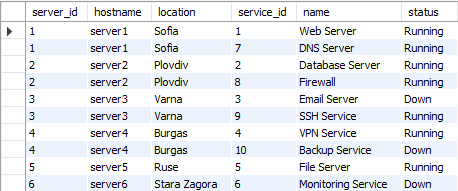 server_id hostname location service_id name status
1 server1 Sofia 1 Web Server Running
1 server1 Sofia 7 DNS Server Running
2 server2 Plovdiv 2 Database Server Running
2 server2 Plovdiv 8 Firewall Running
3 server3 Varna 3 Email Server Down
3 server3 Varna 9 SSH Service Running
4 server4 Burgas 4 VPN Service Running
4 server4 Burgas 10 Backup Service Down
5 server5 Ruse 5 File Server Running
6 server6 Stara Zagora 6 Monitoring Service Down